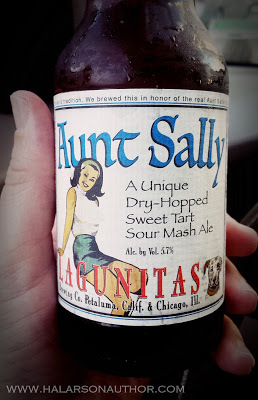 tradition. We brewed this in honor of the real Aunt
Aunt Sally
A Unique
Dry-Hopped
Sweet Tart
Sour Mash Ale
Alc. by Vol. 5.7%
LAGUNITAS
Brewing Co. Petaluma, Calif. & Chicago, Ill.
WWW.HALARSONAUTHOR.COM